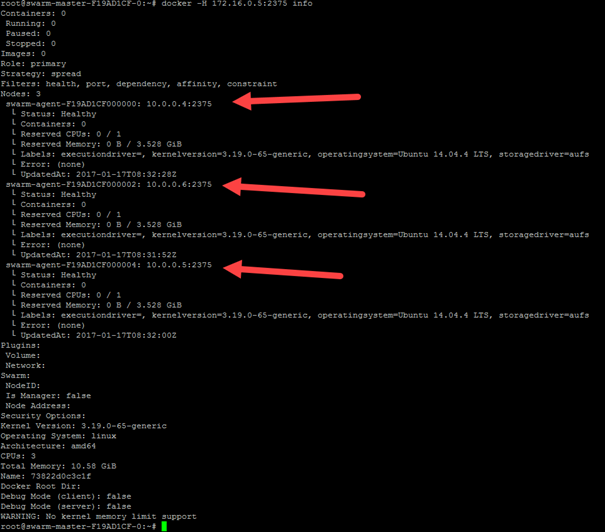 root@swarm-master-F19AD1CF-0:~# docker -H 172.16.0.5:2375 info
Containers: 0
 Running: 0
 Paused: 0
 Stopped: 0
Images: 0
Role: primary
Strategy: spread
Filters: health, port, dependency, affinity, constraint
Nodes: 3
 swarm-agent-F19AD1CF000000: 10.0.0.4:2375
  └ Status: Healthy
  └ Containers: 0
  └ Reserved CPUs: 0 / 1
  └ Reserved Memory: 0 B / 3.528 GiB
  └ Labels: executiondriver=, kernelversion=3.19.0-65-generic, operatingsystem=Ubuntu 14.04.4 LTS, storagedriver=aufs
  └ Error: (none)
  └ UpdatedAt: 2017-01-17T08:32:28Z
 swarm-agent-F19AD1CF000002: 10.0.0.6:2375
  └ Status: Healthy
  └ Containers: 0
  └ Reserved CPUs: 0 / 1
  └ Reserved Memory: 0 B / 3.528 GiB
  └ Labels: executiondriver=, kernelversion=3.19.0-65-generic, operatingsystem=Ubuntu 14.04.4 LTS, storagedriver=aufs
  └ Error: (none)
  └ UpdatedAt: 2017-01-17T08:31:52Z
 swarm-agent-F19AD1CF000004: 10.0.0.5:2375
  └ Status: Healthy
  └ Containers: 0
  └ Reserved CPUs: 0 / 1
  └ Reserved Memory: 0 B / 3.528 GiB
  └ Labels: executiondriver=, kernelversion=3.19.0-65-generic, operatingsystem=Ubuntu 14.04.4 LTS, storagedriver=aufs
  └ Error: (none)
  └ UpdatedAt: 2017-01-17T08:32:00Z
Plugins:
 Volume:
 Network:
Swarm:
 NodeID:
 Is Manager: false
 Node Address:
Security Options:
Kernel Version: 3.19.0-65-generic
Operating System: linux
Architecture: amd64
CPUs: 3
Total Memory: 10.58 GiB
Name: 73822d0c3c1f
Docker Root Dir:
Debug Mode (client): false
Debug Mode (server): false
WARNING: No kernel memory limit support
root@swarm-master-F19AD1CF-0:~#